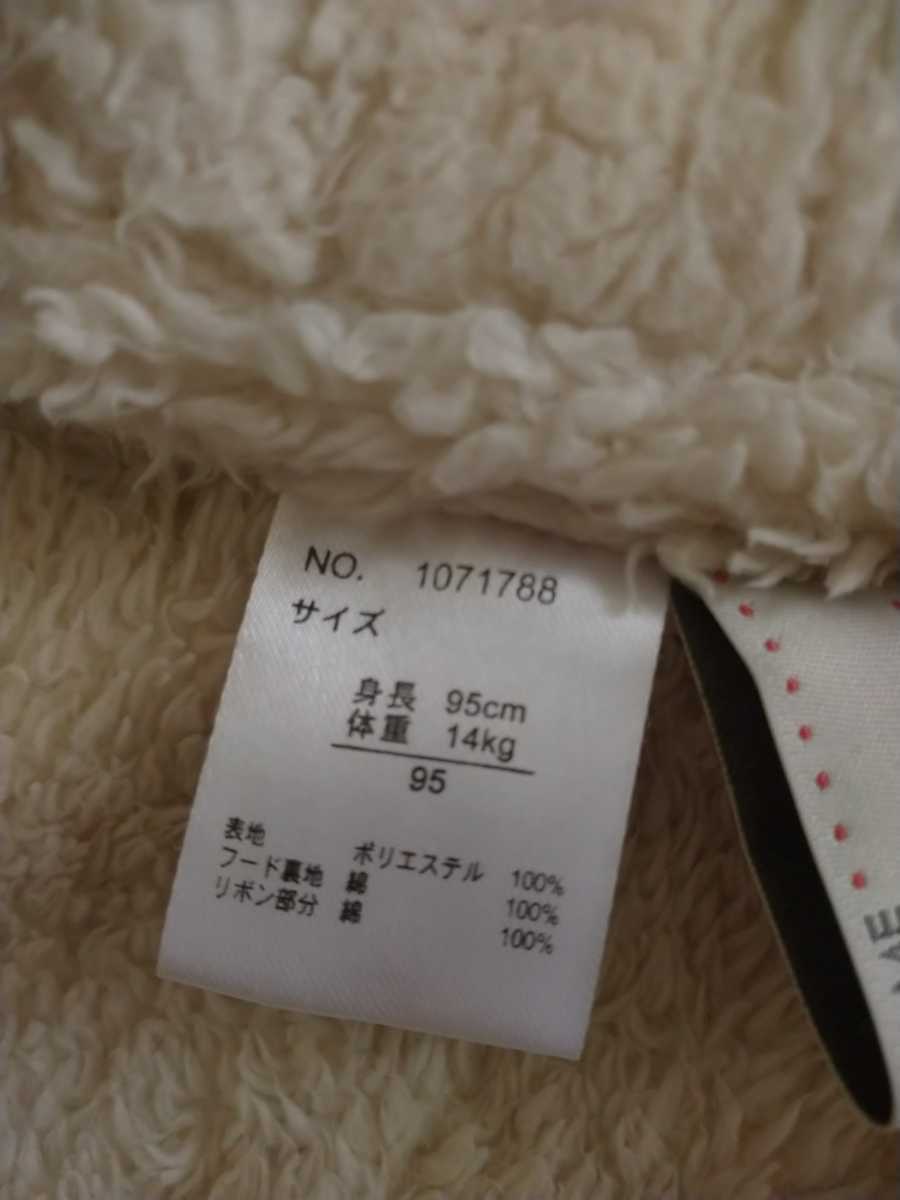 NO. 1071788
サイズ
身長 95cm
体重 14kg
95
表地 ポリエステル 100%
フード裏地 綿 100%
リボン部分 綿 100%